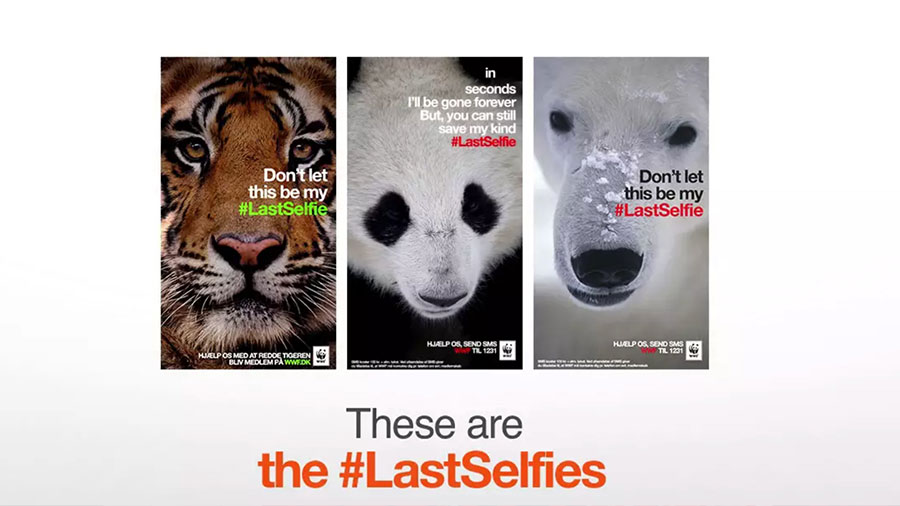 Don't let
this be my
#LastSelfie
HJÆLP OS MED AT REDDE TIGEREN
BLIV MEDLEM PÅ WWF.DK
WWF
in
seconds
I'll be gone forever
But, you can still
save my kind
#LastSelfie
HJÆLP OS, SEND SMS
WWF TIL 1231
WWF
Don't let
this be my
#LastSelfie
HJÆLP OS, SEND SMS
WWF TIL 1231
WWF
These are
the #LastSelfies